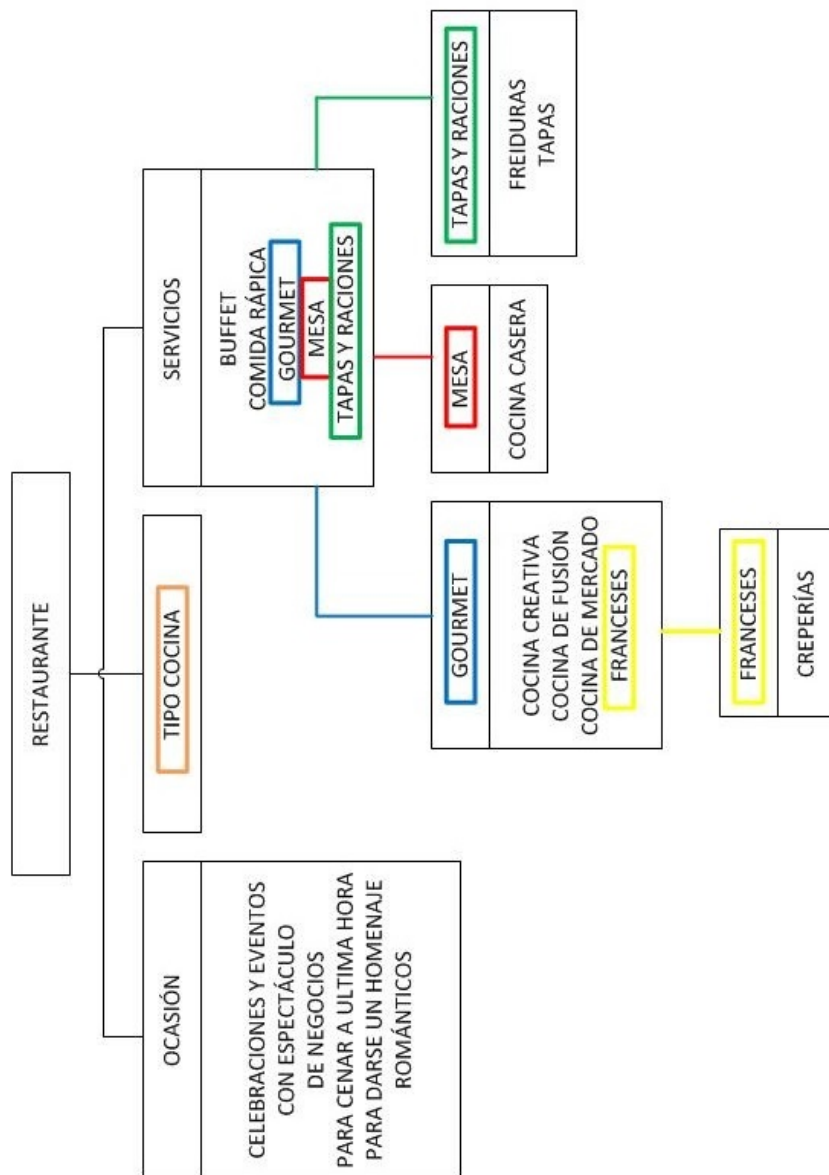 RESTAURANTE
OCASIÓN
CELEBRACIONES Y EVENTOS
CON ESPECTÁCULO
DE NEGOCIOS
PARA CENAR A ULTIMA HORA
PARA DARSE UN HOMENAJE
ROMÁNTICOS
TIPO COCINA
SERVICIOS
BUFFET
COMIDA RÁPICA
GOURMET
MESA
TAPAS Y RACIONES
GOURMET
COCINA CREATIVA
COCINA DE FUSIÓN
COCINA DE MERCADO
FRANCESES
MESA
COCINA CASERA
TAPAS Y RACIONES
FREIDURAS
TAPAS
FRANCESES
CREPERÍAS